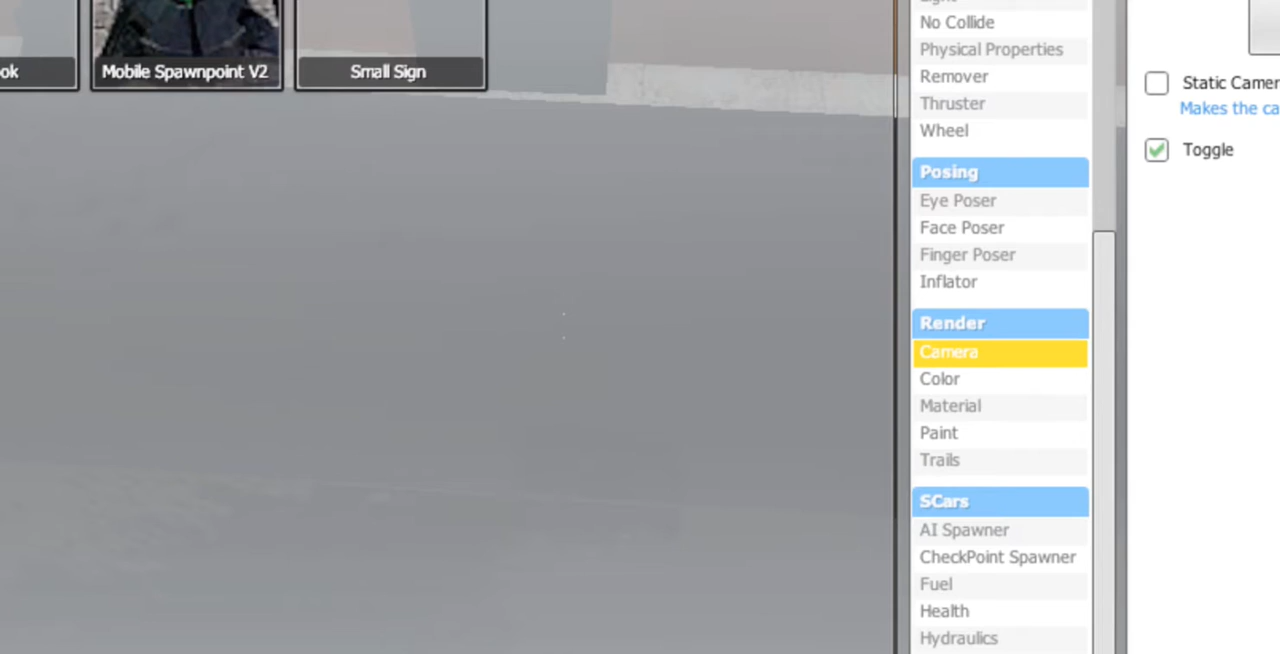 ok
Mobile Spawnpoint V2
Small Sign
No Collide
Physical Properties
Remover
Thruster
Wheel
Posing
Eye Poser
Face Poser
Finger Poser
Inflator
Render
Camera
Color
Material
Paint
Trails
SCars
AI Spawner
CheckPoint Spawner
Fuel
Health
Hydraulics
Static Camer
Makes the ca
Toggle